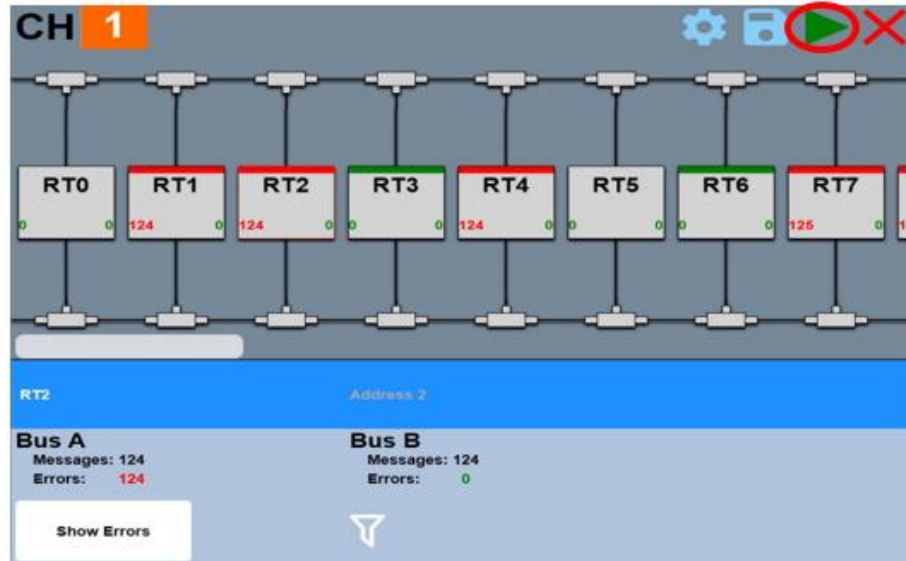 CH 1
RT0 RT1 RT2 RT3 RT4 RT5 RT6 RT7
0 0 124 0 124 0 0 0 124 0 0 0 0 0 125 0 1
RT2 Address 2
Bus A Bus B
Messages: 124 Messages: 124
Errors: 124 Errors: 0
Show Errors